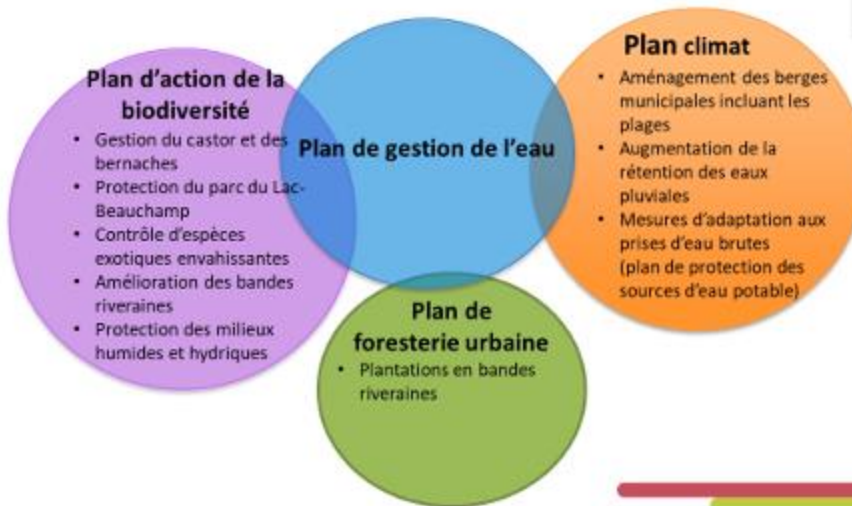 Plan d'action de la
biodiversité
• Gestion du castor et des
bernaches
• Protection du parc du Lac-
Beauchamp
• Contrôle d'espèces
exotiques envahissantes
• Amélioration des bandes
riveraines
• Protection des milieux
humides et hydriques
Plan de gestion de l'eau
Plan climat
• Aménagement des berges
municipales incluant les
plages
• Augmentation de la
rétention des eaux
pluviales
• Mesures d'adaptation aux
prises d'eau brutes
(plan de protection des
sources d'eau potable)
Plan de
foresterie urbaine
• Plantations en bandes
riveraines